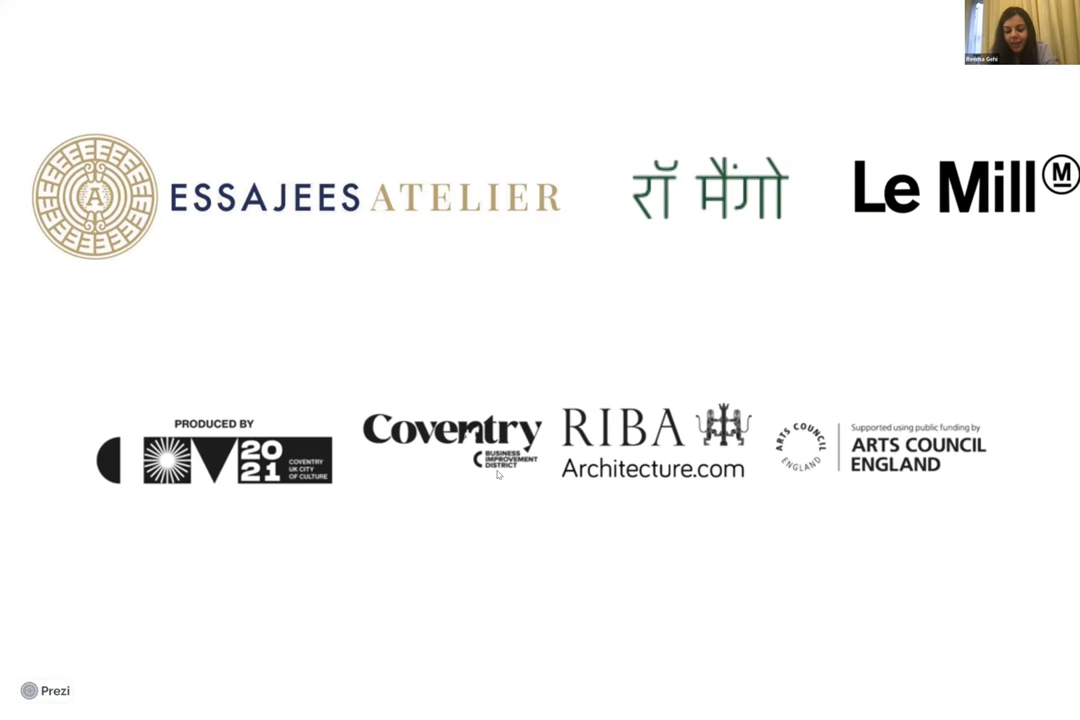 Reema Gehi
ESSAJEES ATELIER
A
रॉ मैंगो
Le Mill
M
PRODUCED BY
2021
COVENTRY
UK CITY
OF CULTURE
Coventry
BUSINESS
IMPROVEMENT
DISTRICT
RIBA
Architecture.com
ARTS COUNCIL
ENGLAND
Supported using public funding by
ARTS COUNCIL
ENGLAND
Prezi